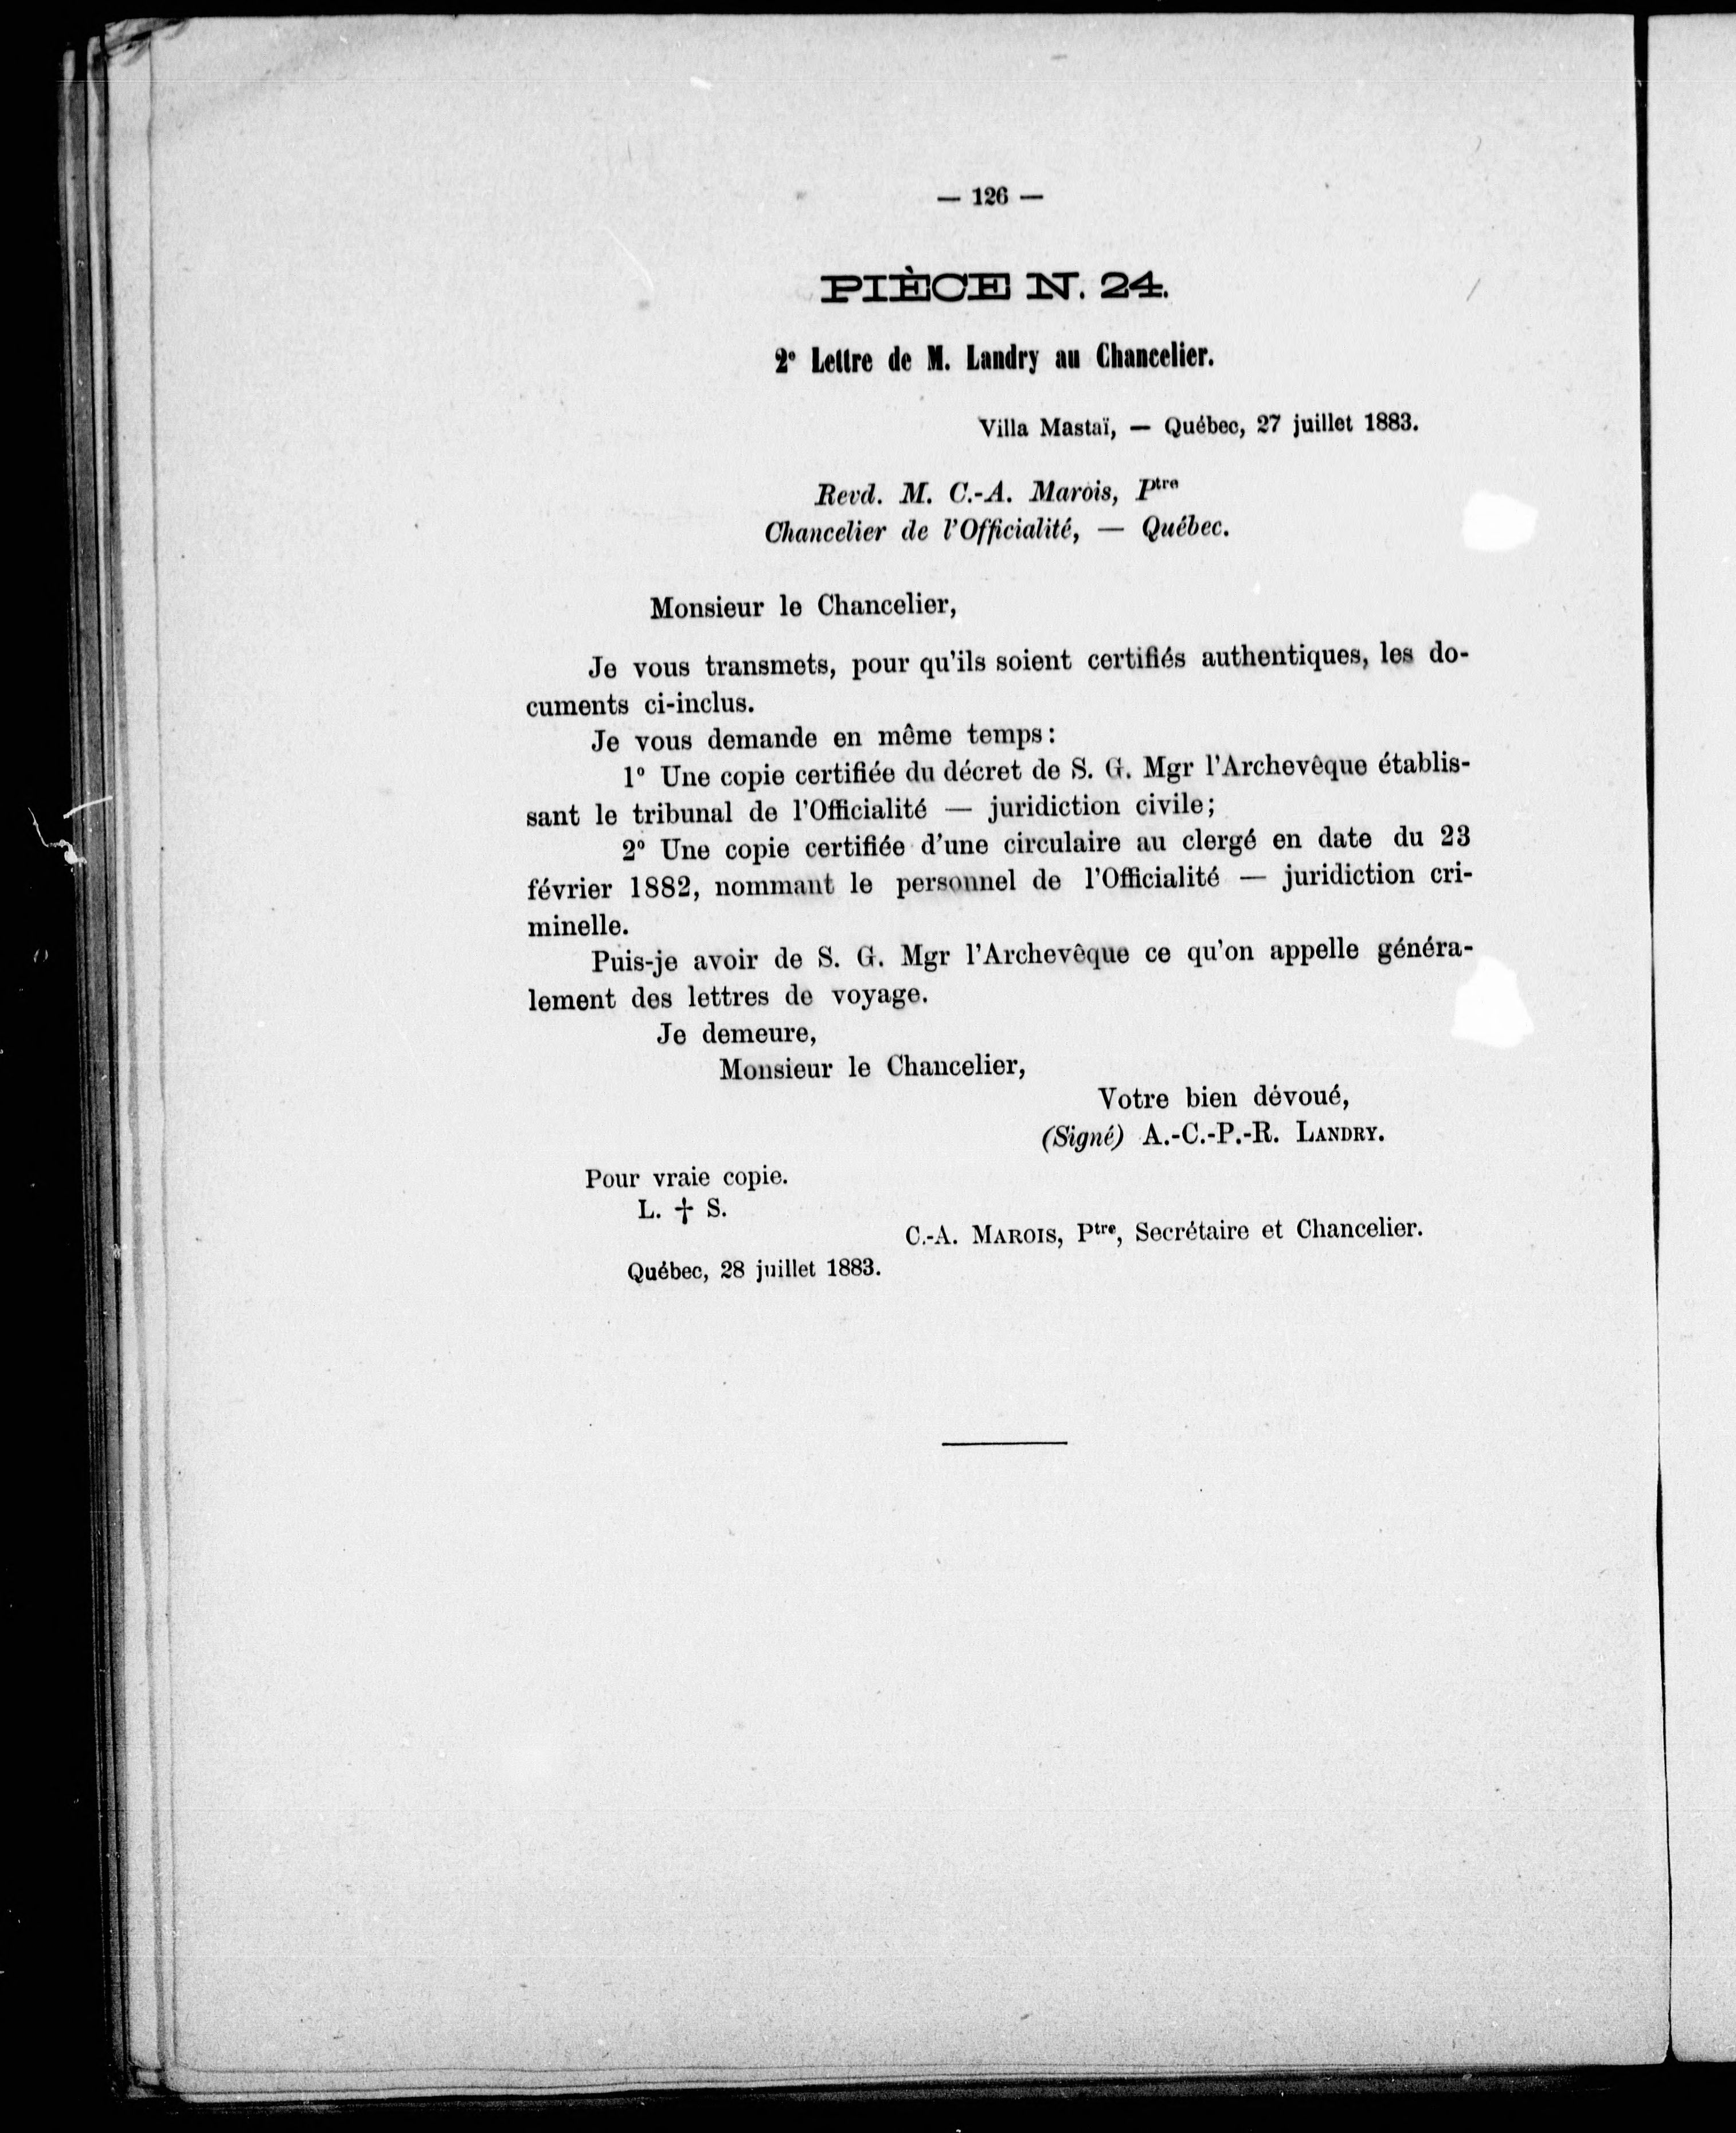 — 126 —
PIÈCE N. 24.
2e Lettre de M. Landry au Chancelier.
Villa Mastaï, — Québec, 27 juillet 1883.
Revd. M. C.-A. Marois, Ptre
Chancelier de l'Officialité, — Québec.
Monsieur le Chancelier,
Je vous transmets, pour qu'ils soient certifiés authentiques, les do-
cuments ci-inclus.
Je vous demande en même temps:
1o Une copie certifiée du décret de S. G. Mgr l'Archevêque établis-
sant le tribunal de l'Officialité — juridiction civile;
2o Une copie certifiée d'une circulaire au clergé en date du 23
février 1882, nommant le personnel de l'Officialité — juridiction cri-
minelle.
Puis-je avoir de S. G. Mgr l'Archevêque ce qu'on appelle généra-
lement des lettres de voyage.
Je demeure,
Monsieur le Chancelier,
Votre bien dévoué,
(Signé) A.-C.-P.-R. LANDRY.
Pour vraie copie.
L. † S.
C.-A. MAROIS, Ptre, Secrétaire et Chancelier.
Québec, 28 juillet 1883.